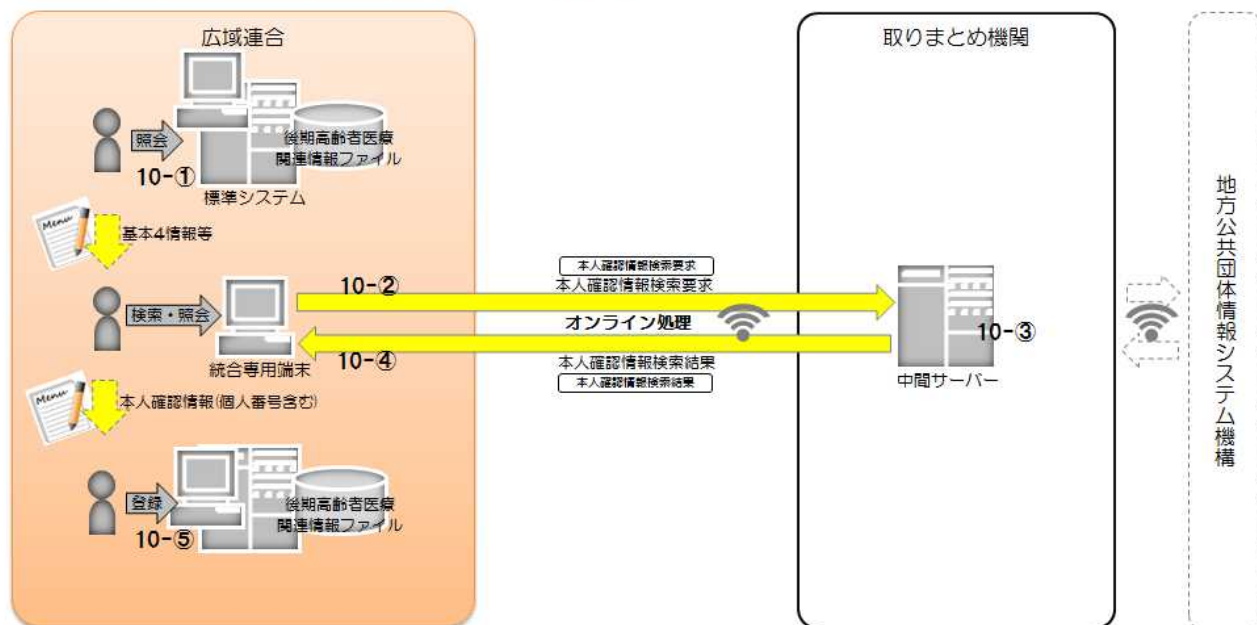 広域連合
照会
10-①
後期高齢者医療
関連情報ファイル
標準システム
Menu
基本4情報等
検索・照会
統合専用端末
10-②
本人確認情報検索要求
本人確認情報検索要求
オンライン処理
10-④
本人確認情報検索結果
本人確認情報検索結果
Menu
本人確認情報(個人番号含む)
登録
10-⑤
後期高齢者医療
関連情報ファイル
取りまとめ機関
10-③
中間サーバー
地方公共団体情報システム機構